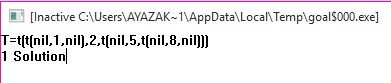 [Inactive C:\Users\AYAZAK~1\AppData\Local\Temp\goal$000.exe]
T=t(t(nil,1,nil),2,t(nil,5,t(nil,8,nil)))
1 Solution